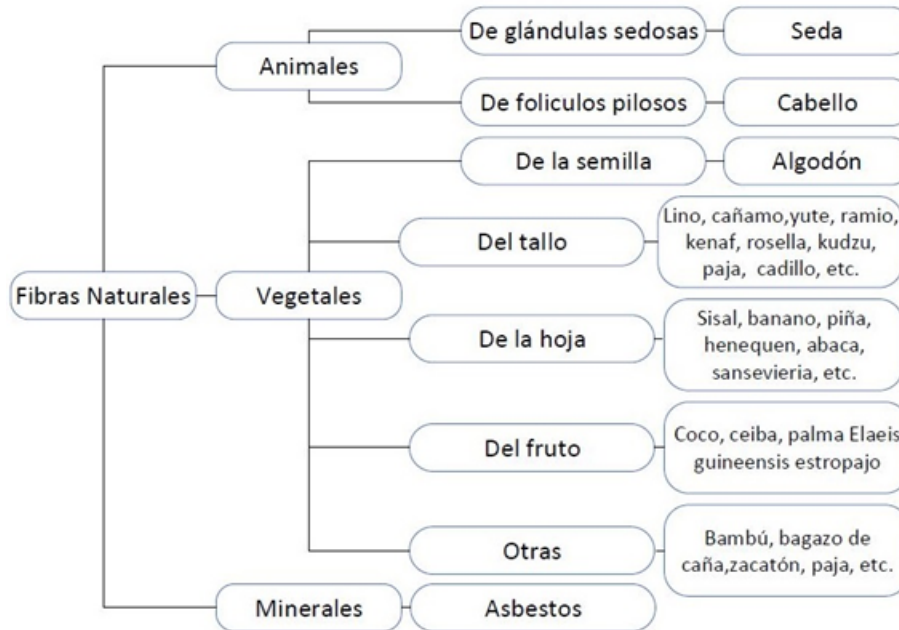 De glándulas sedosas
Seda
Animales
De foliculos pilosos
Cabello
De la semilla
Algodón
Del tallo
Lino, cañamo,yute, ramio,
kenaf, rosella, kudzu,
paja, cadillo, etc.
Fibras Naturales
Vegetales
De la hoja
Sisal, banano, piña,
henequen, abaca,
sansevieria, etc.
Del fruto
Coco, ceiba, palma Elaeis
guineensis estropajo
Otras
Bambú, bagazo de
caña,zacatón, paja, etc.
Minerales
Asbestos